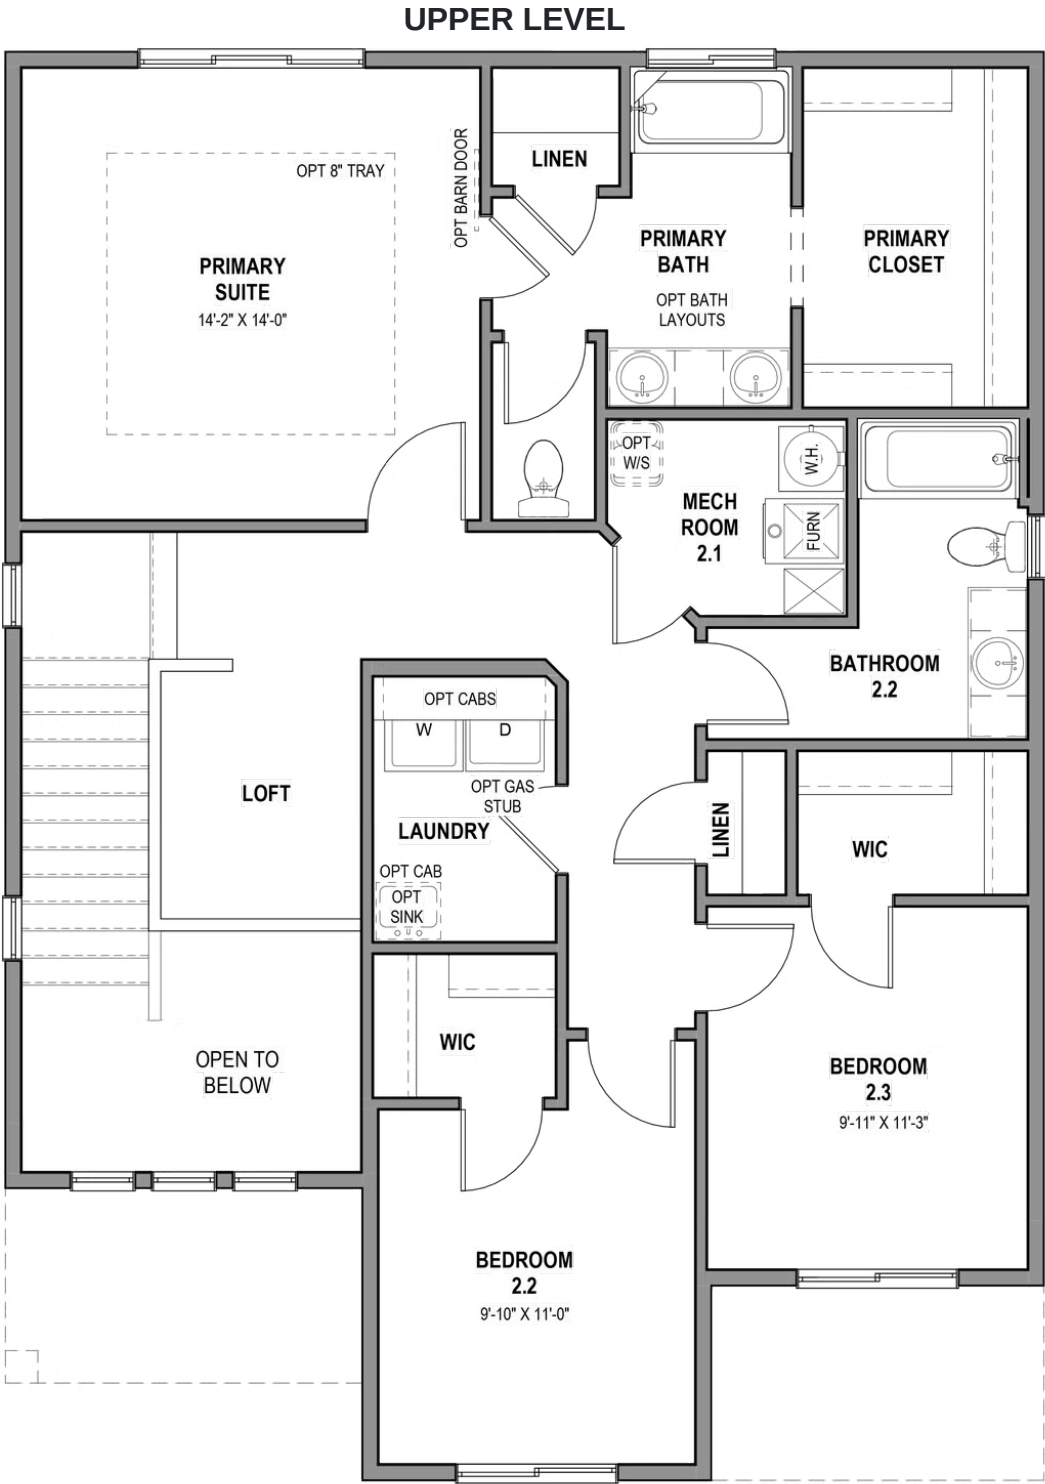 UPPER LEVEL
OPT 8" TRAY
OPT BARN DOOR
LINEN
PRIMARY
SUITE
14'-2" X 14'-0"
PRIMARY
BATH
OPT BATH
LAYOUTS
PRIMARY
CLOSET
OPT
W/S
W.H.
MECH
ROOM
2.1
FURN
BATHROOM
2.2
OPT CABS
W
D
OPT GAS
STUB
LOFT
LAUNDRY
LINEN
WIC
OPT CAB
OPT
SINK
WIC
OPEN TO
BELOW
BEDROOM
2.3
9'-11" X 11'-3"
BEDROOM
2.2
9'-10" X 11'-0"